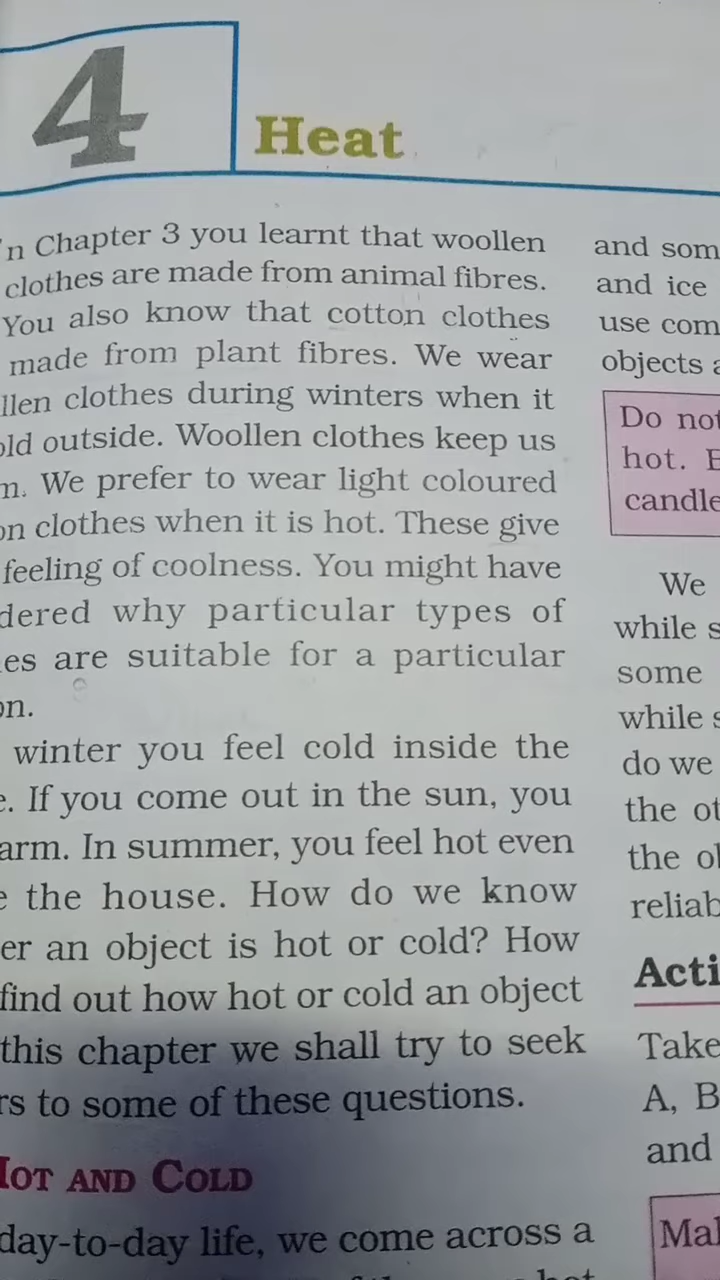 4
Heat
n Chapter 3 you learnt that woollen
clothes are made from animal fibres.
You also know that cotton clothes
made from plant fibres. We wear
llen clothes during winters when it
old outside. Woollen clothes keep us
m. We prefer to wear light coloured
on clothes when it is hot. These give
feeling of coolness. You might have
dered why particular types of
es are suitable for a particular
on.
winter you feel cold inside the
e. If you come out in the sun, you
arm. In summer, you feel hot even
e the house. How do we know
er an object is hot or cold? How
find out how hot or cold an object
this chapter we shall try to seek
rs to some of these questions.
HOT AND COLD
day-to-day life, we come across a
and som
and ice
use com
objects a
Do not
hot. E
candle
We
while s
some
while s
do we
the ot
the ob
reliab
Acti
Take
A, B
and
Mak